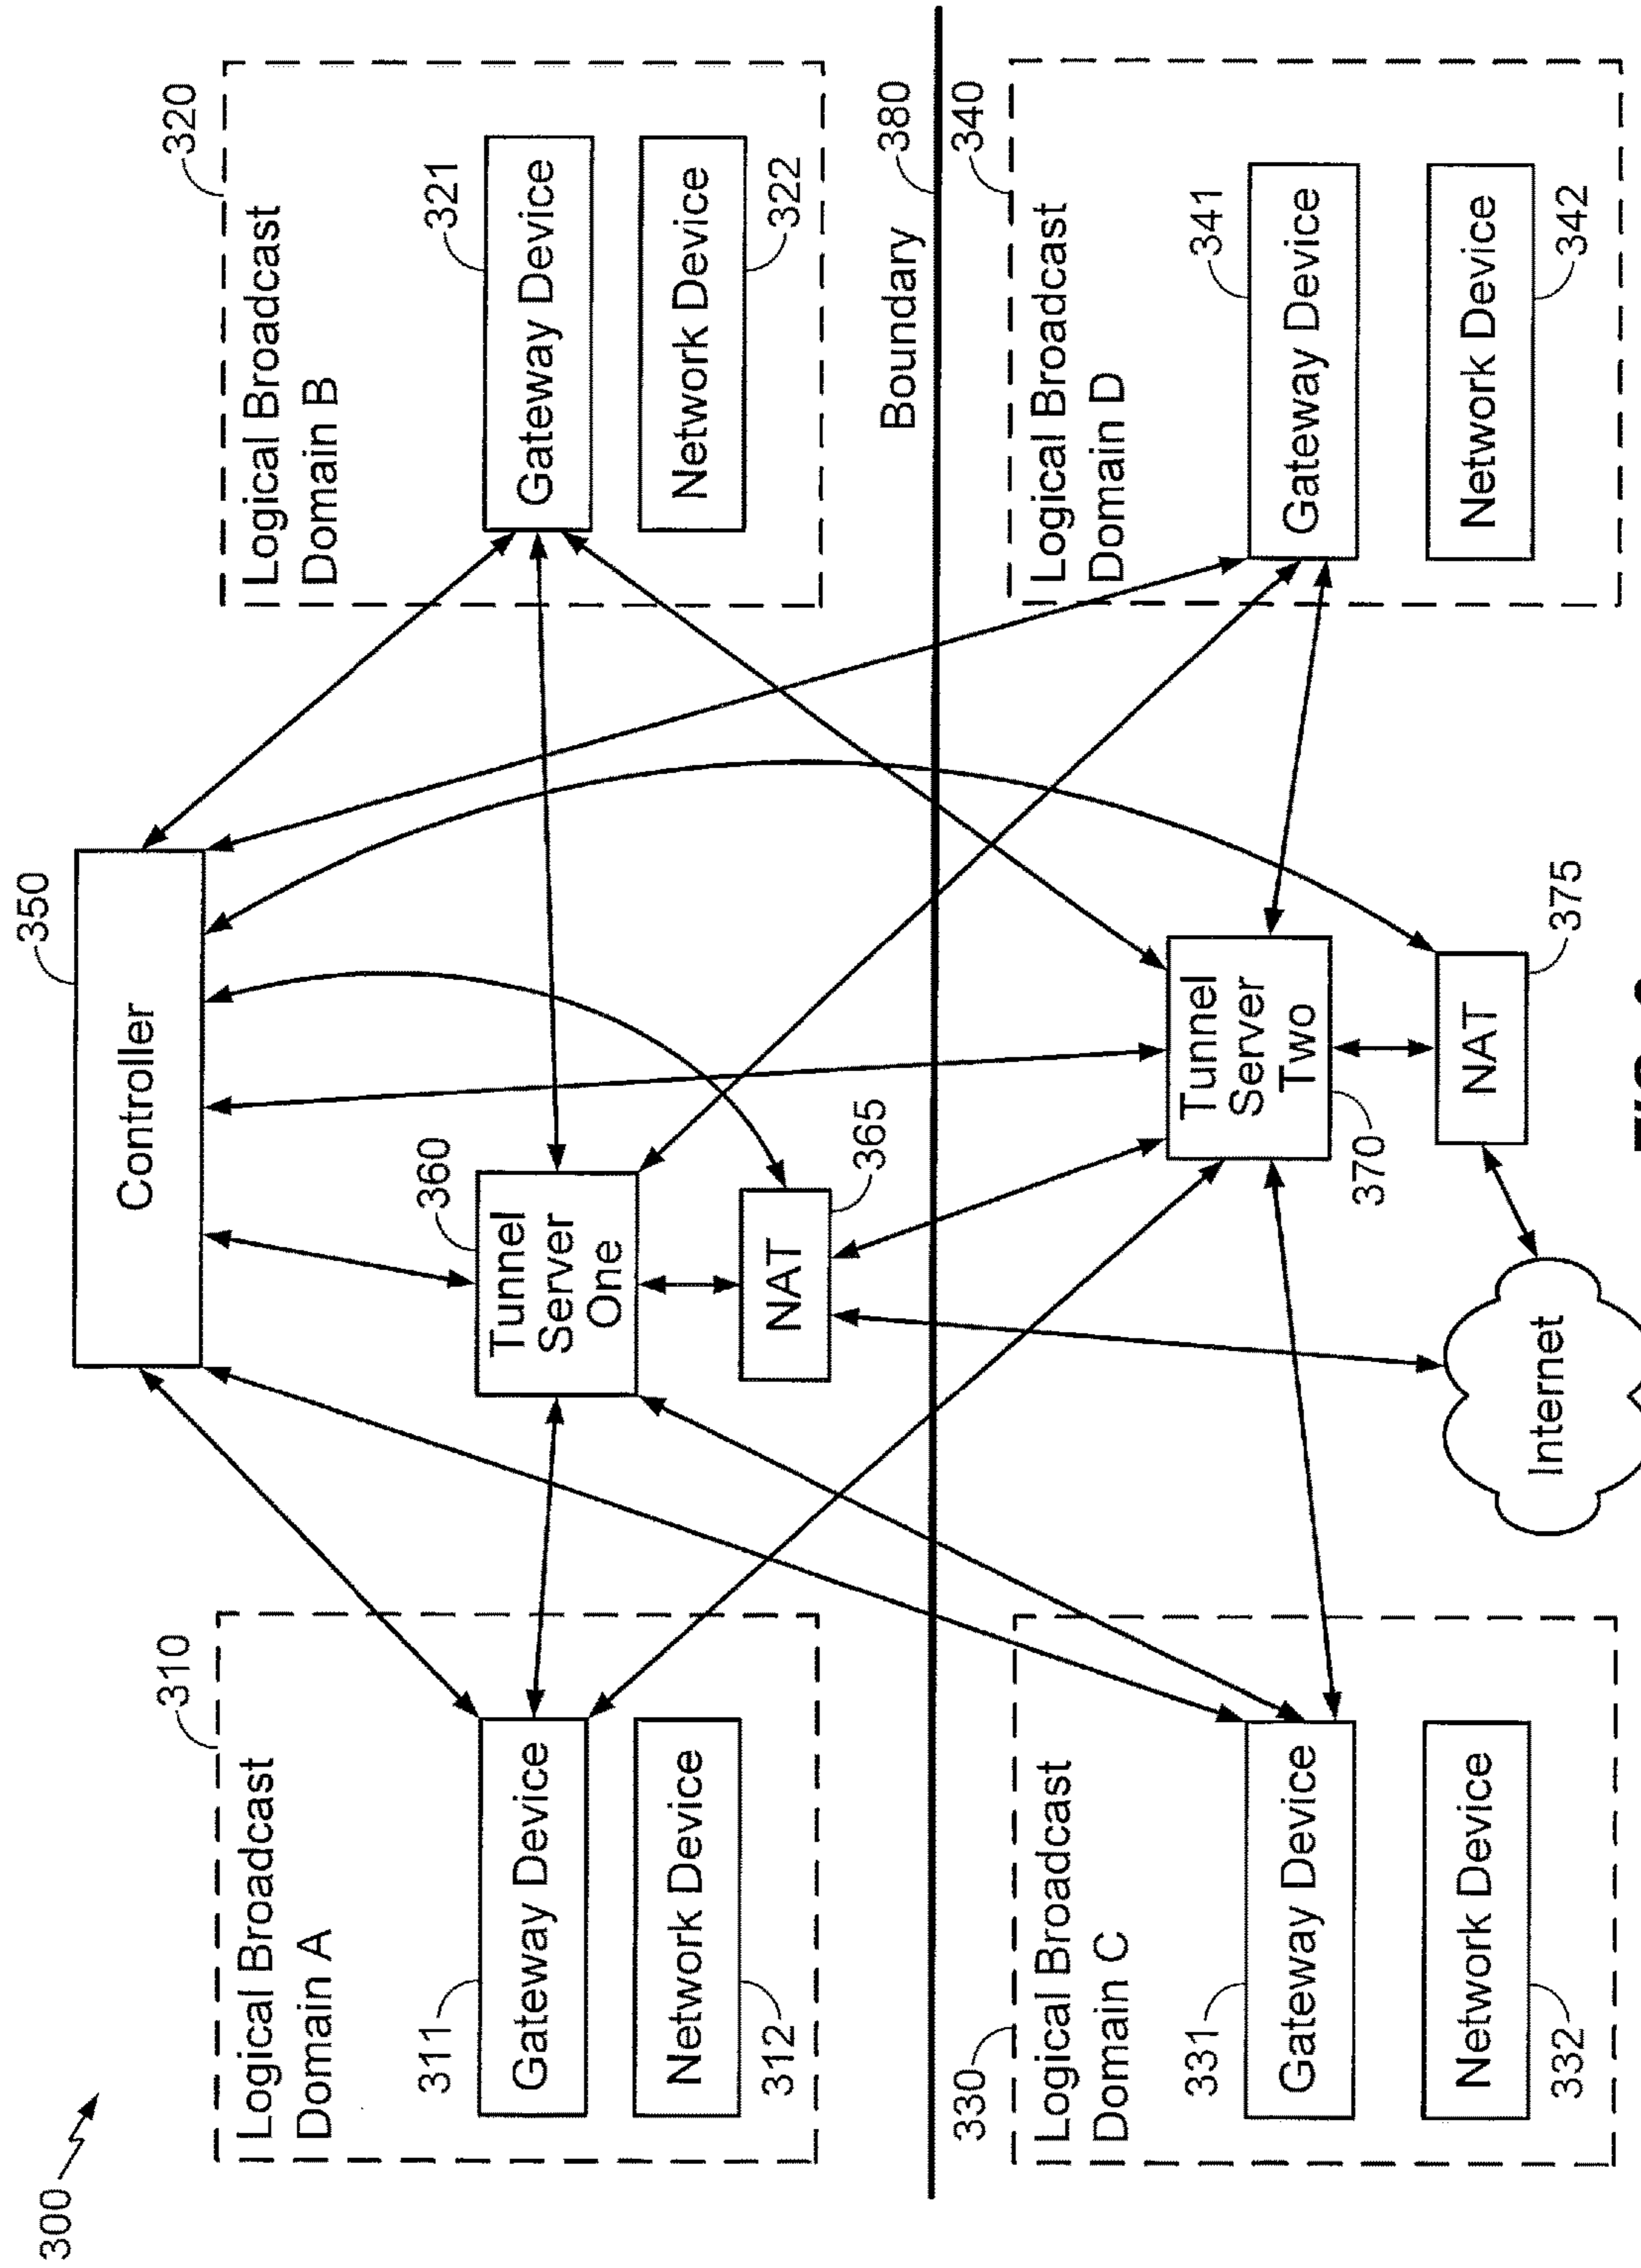 300
350
Controller
310
Logical Broadcast
Domain A
311
Gateway Device
Network Device
312
320
Logical Broadcast
Domain B
321
Gateway Device
Network Device
322
360
Tunnel
Server
One
NAT
365
Boundary
380
330
Logical Broadcast
Domain C
331
Gateway Device
Network Device
332
340
Logical Broadcast
Domain D
341
Gateway Device
Network Device
342
Tunnel
Server
Two
370
NAT
375
Internet